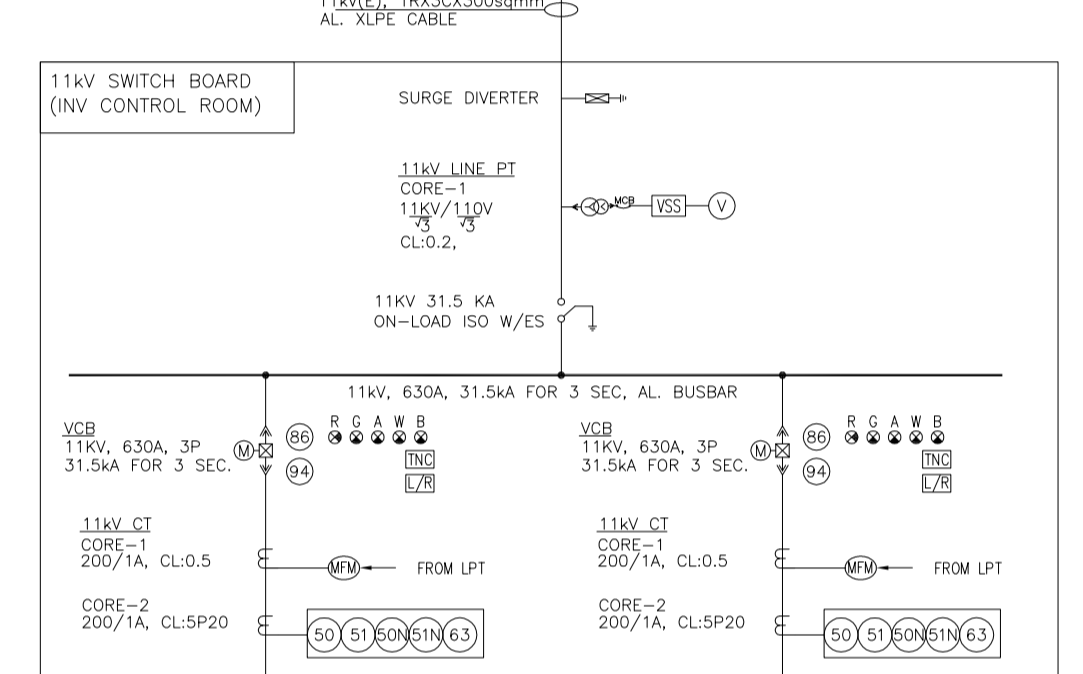 11kV(E), 1RX3CX300sqmm
AL. XLPE CABLE
11kV SWITCH BOARD
(INV CONTROL ROOM)
SURGE DIVERTER
11kV LINE PT
CORE-1
11KV/110V
√3 √3
CL:0.2,
MCB
VSS
V
11KV 31.5 KA
ON-LOAD ISO W/ES
11kV, 630A, 31.5kA FOR 3 SEC, AL. BUSBAR
VCB
11KV, 630A, 3P
31.5kA FOR 3 SEC.
M
86
94
R G A W B
TNC
L/R
11kV CT
CORE-1
200/1A, CL:0.5
MFM
FROM LPT
CORE-2
200/1A, CL:5P20
50 51 50N 51N 63
VCB
11KV, 630A, 3P
31.5kA FOR 3 SEC.
M
86
94
R G A W B
TNC
L/R
11kV CT
CORE-1
200/1A, CL:0.5
MFM
FROM LPT
CORE-2
200/1A, CL:5P20
50 51 50N 51N 63